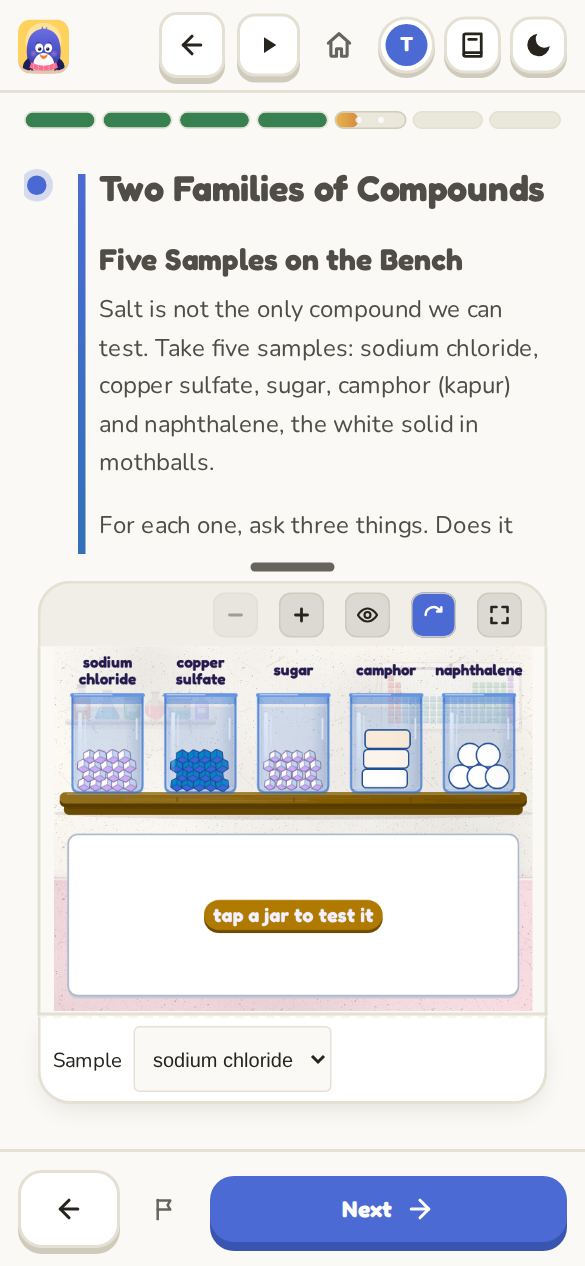 T
Two Families of Compounds
Five Samples on the Bench
Salt is not the only compound we can
test. Take five samples: sodium chloride,
copper sulfate, sugar, camphor (kapur)
and naphthalene, the white solid in
mothballs.
For each one, ask three things. Does it
sodium chloride
copper sulfate
sugar
camphor
naphthalene
tap a jar to test it
Sample
sodium chloride
Next